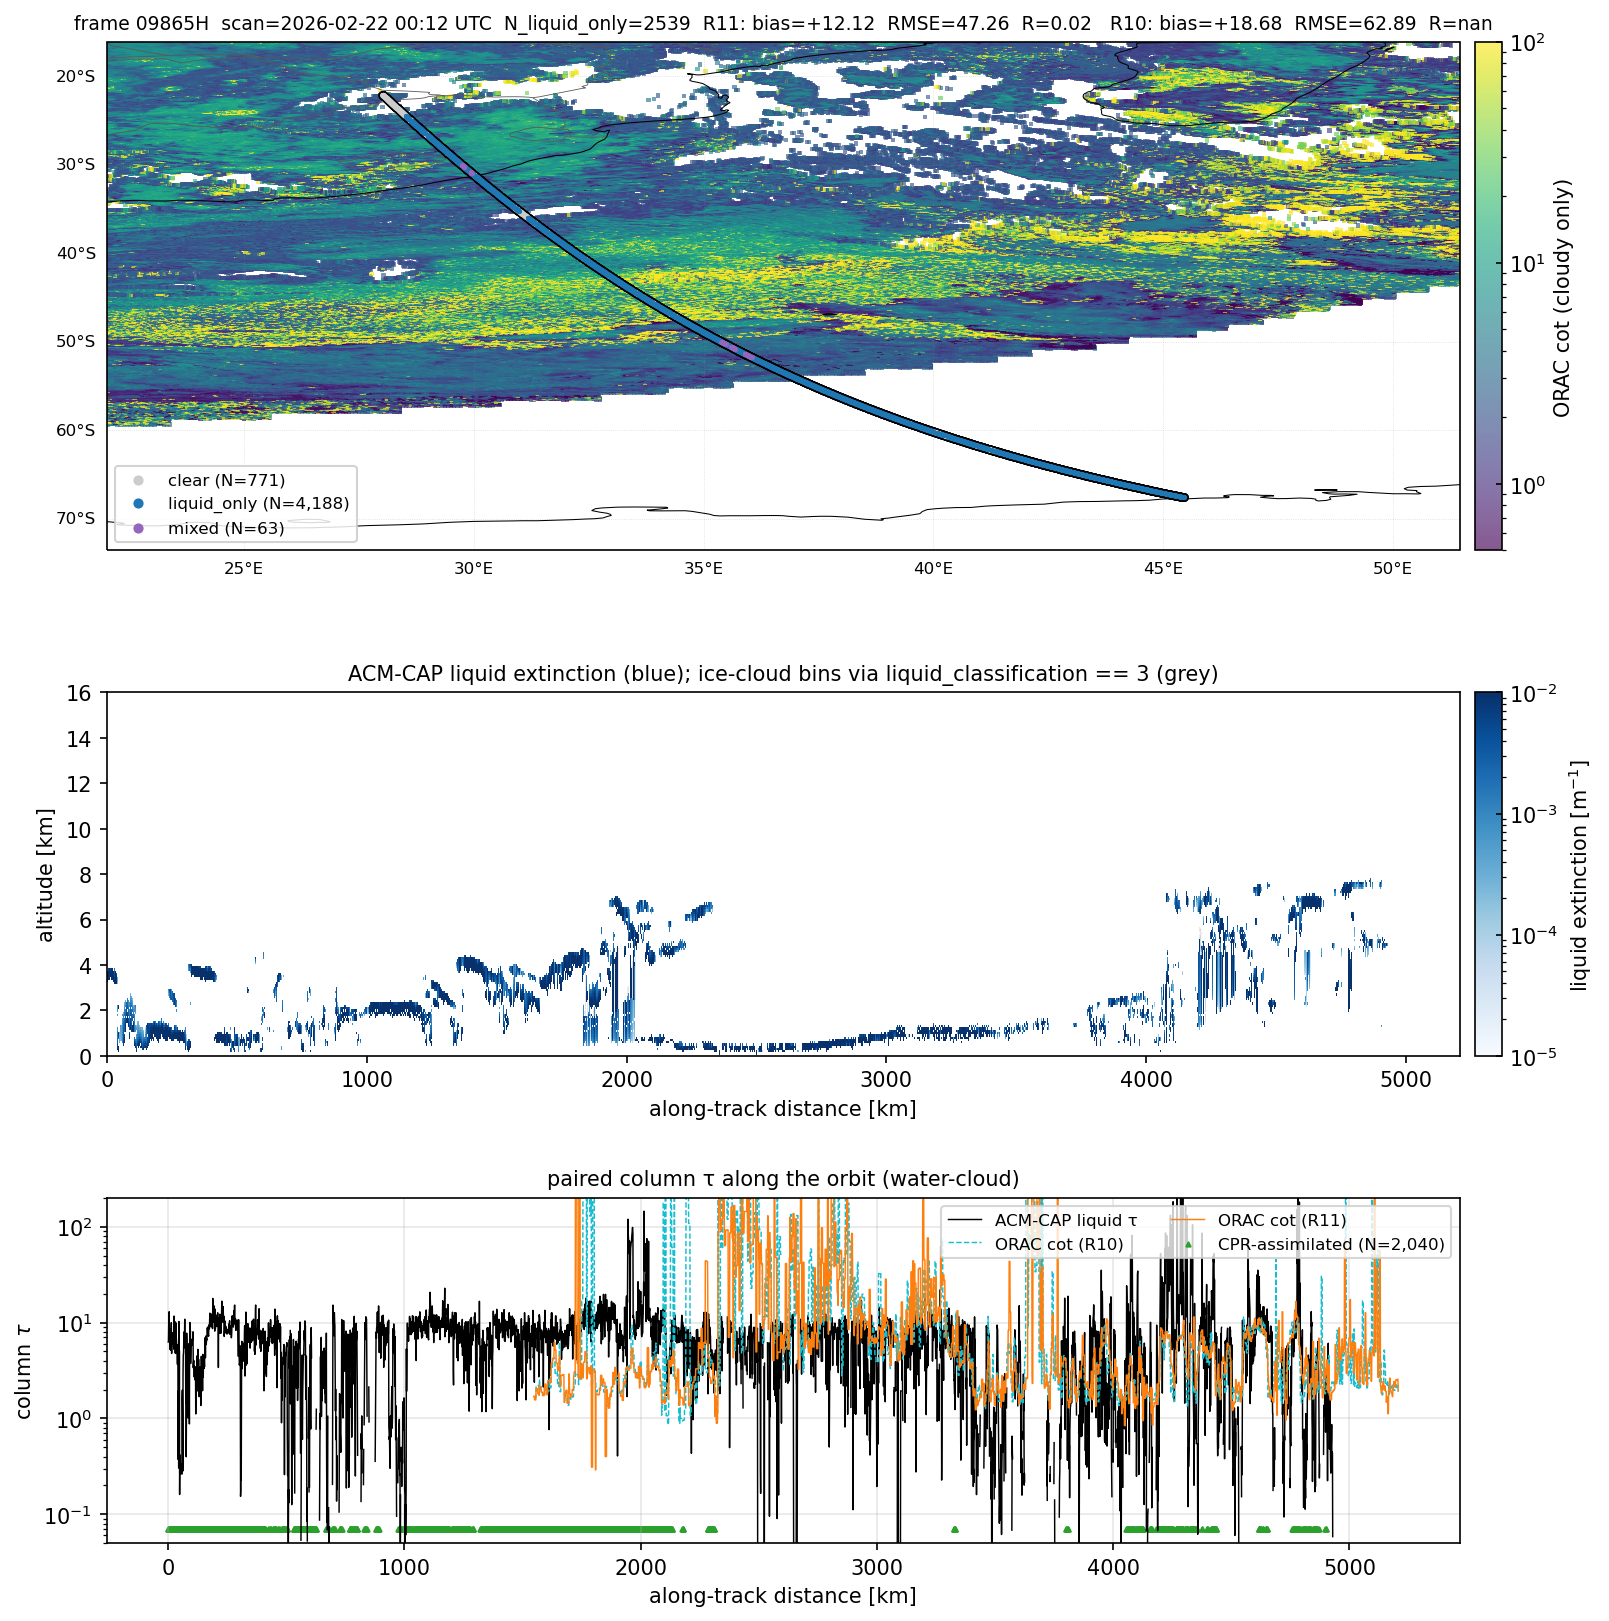 frame 09865H  scan=2026-02-22 00:12 UTC  N_liquid_only=2539  R11: bias=+12.12  RMSE=47.26  R=0.02   R10: bias=+18.68  RMSE=62.89  R=nan
20°S
30°S
40°S
50°S
60°S
70°S
25°E 30°E 35°E 40°E 45°E 50°E
clear (N=771)
liquid_only (N=4,188)
mixed (N=63)
10²
10¹
10⁰
ORAC cot (cloudy only)
ACM-CAP liquid extinction (blue); ice-cloud bins via liquid_classification == 3 (grey)
16
14
12
10
8
6
4
2
0
altitude [km]
0 1000 2000 3000 4000 5000
along-track distance [km]
10⁻²
10⁻³
10⁻⁴
10⁻⁵
liquid extinction [m⁻¹]
paired column τ along the orbit (water-cloud)
10²
10¹
10⁰
10⁻¹
column τ
ACM-CAP liquid τ
ORAC cot (R10)
ORAC cot (R11)
CPR-assimilated (N=2,040)
0 1000 2000 3000 4000 5000
along-track distance [km]